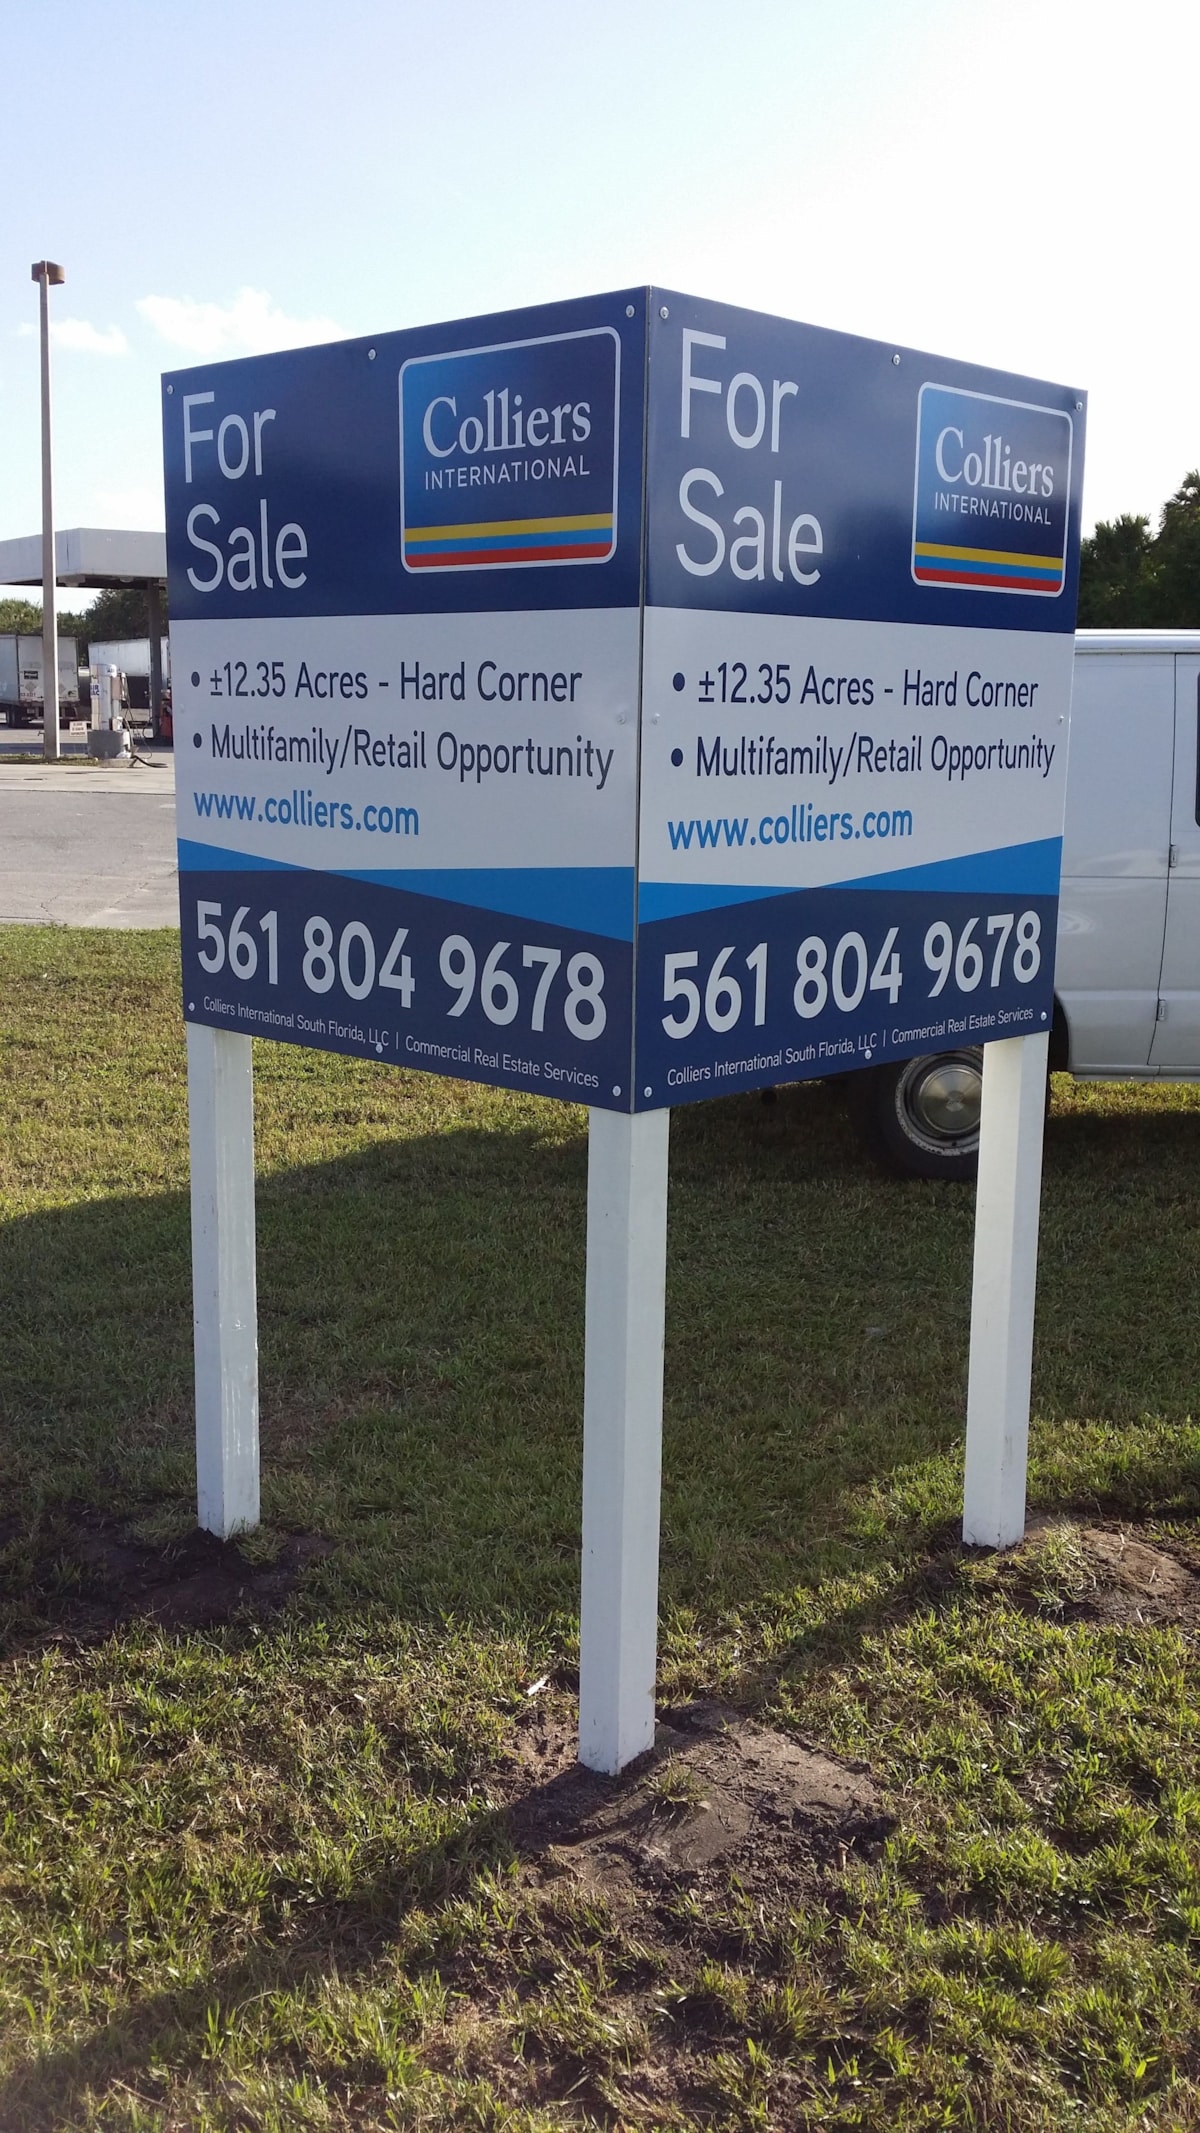 For
Sale
Colliers
INTERNATIONAL
• ±12.35 Acres - Hard Corner
• Multifamily/Retail Opportunity
www.colliers.com
561 804 9678
Colliers International South Florida, LLC | Commercial Real Estate Services
For
Sale
Colliers
INTERNATIONAL
• ±12.35 Acres - Hard Corner
• Multifamily/Retail Opportunity
www.colliers.com
561 804 9678
Colliers International South Florida, LLC | Commercial Real Estate Services